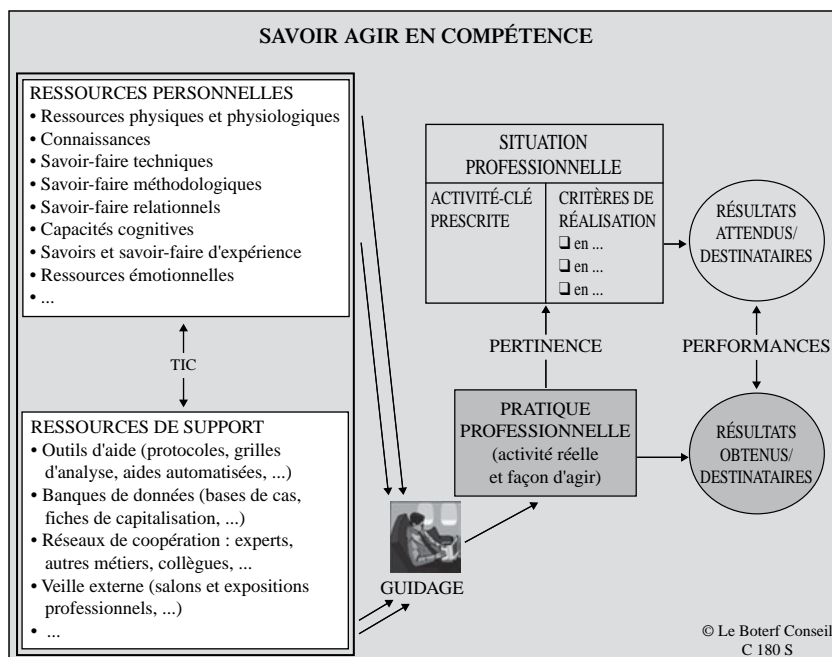 SAVOIR AGIR EN COMPÉTENCE
RESSOURCES PERSONNELLES
• Ressources physiques et physiologiques
• Connaissances
• Savoir-faire techniques
• Savoir-faire méthodologiques
• Savoir-faire relationnels
• Capacités cognitives
• Savoirs et savoir-faire d'expérience
• Ressources émotionnelles
• ...
TIC
RESSOURCES DE SUPPORT
• Outils d'aide (protocoles, grilles
d'analyse, aides automatisées, ...)
• Banques de données (bases de cas,
fiches de capitalisation, ...)
• Réseaux de coopération : experts,
autres métiers, collègues, ...
• Veille externe (salons et expositions
professionnels, ...)
• ...
GUIDAGE
SITUATION
PROFESSIONNELLE
ACTIVITÉ-CLÉ
PRESCRITE
CRITÈRES DE
RÉALISATION
❏ en ...
❏ en ...
❏ en ...
RÉSULTATS
ATTENDUS/
DESTINATAIRES
PERTINENCE
PERFORMANCES
PRATIQUE
PROFESSIONNELLE
(activité réelle
et façon d'agir)
RÉSULTATS
OBTENUS/
DESTINATAIRES
© Le Boterf Conseil
C 180 S